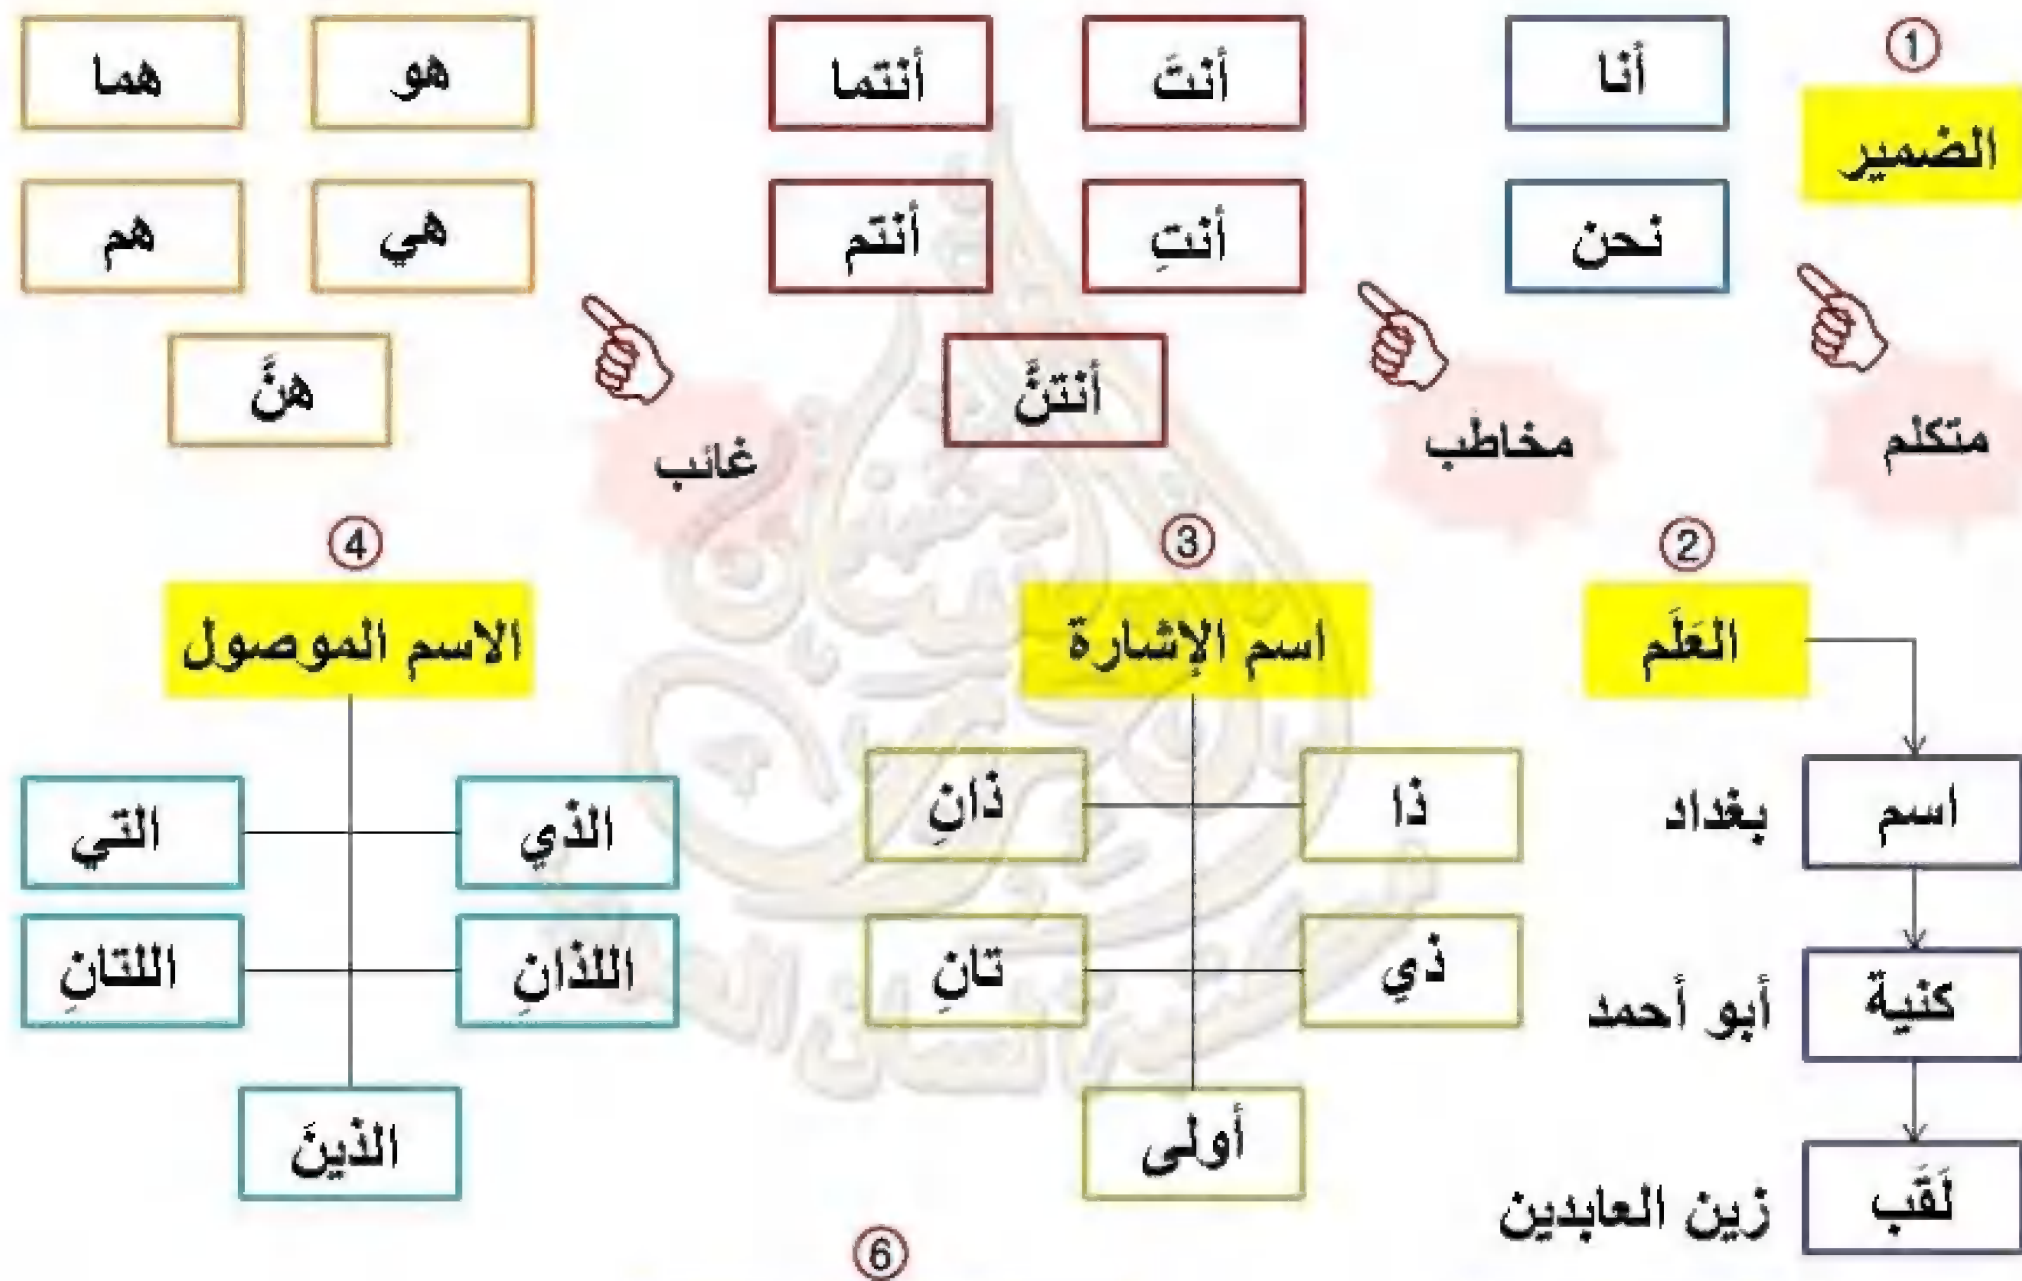 ①
الضمير
أنا
نحن
متكلم
أنتَ
أنتما
أنتِ
أنتم
أنتنَّ
مخاطب
هو
هما
هي
هم
هنَّ
غائب
②
العَلَم
اسم
بغداد
كنية
أبو أحمد
لَقَب
زين العابدين
③
اسم الإشارة
ذا
ذانِ
ذي
تانِ
أولى
④
الاسم الموصول
الذي
التي
اللذانِ
اللتانِ
الذينَ
⑥